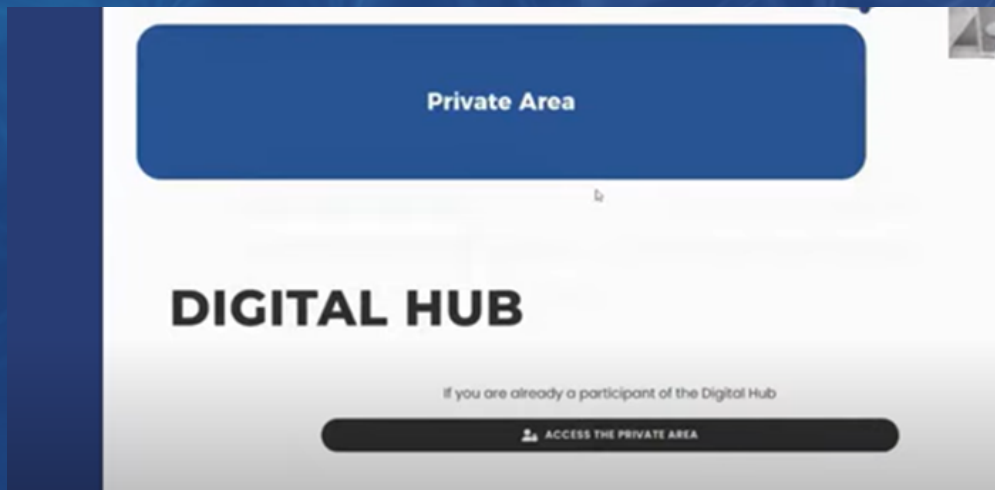 Private Area
DIGITAL HUB
If you are already a participant of the Digital Hub
ACCESS THE PRIVATE AREA